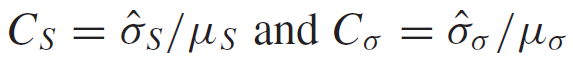 C_S = σ̂_S/μ_S and C_σ = σ̂_σ/μ_σ